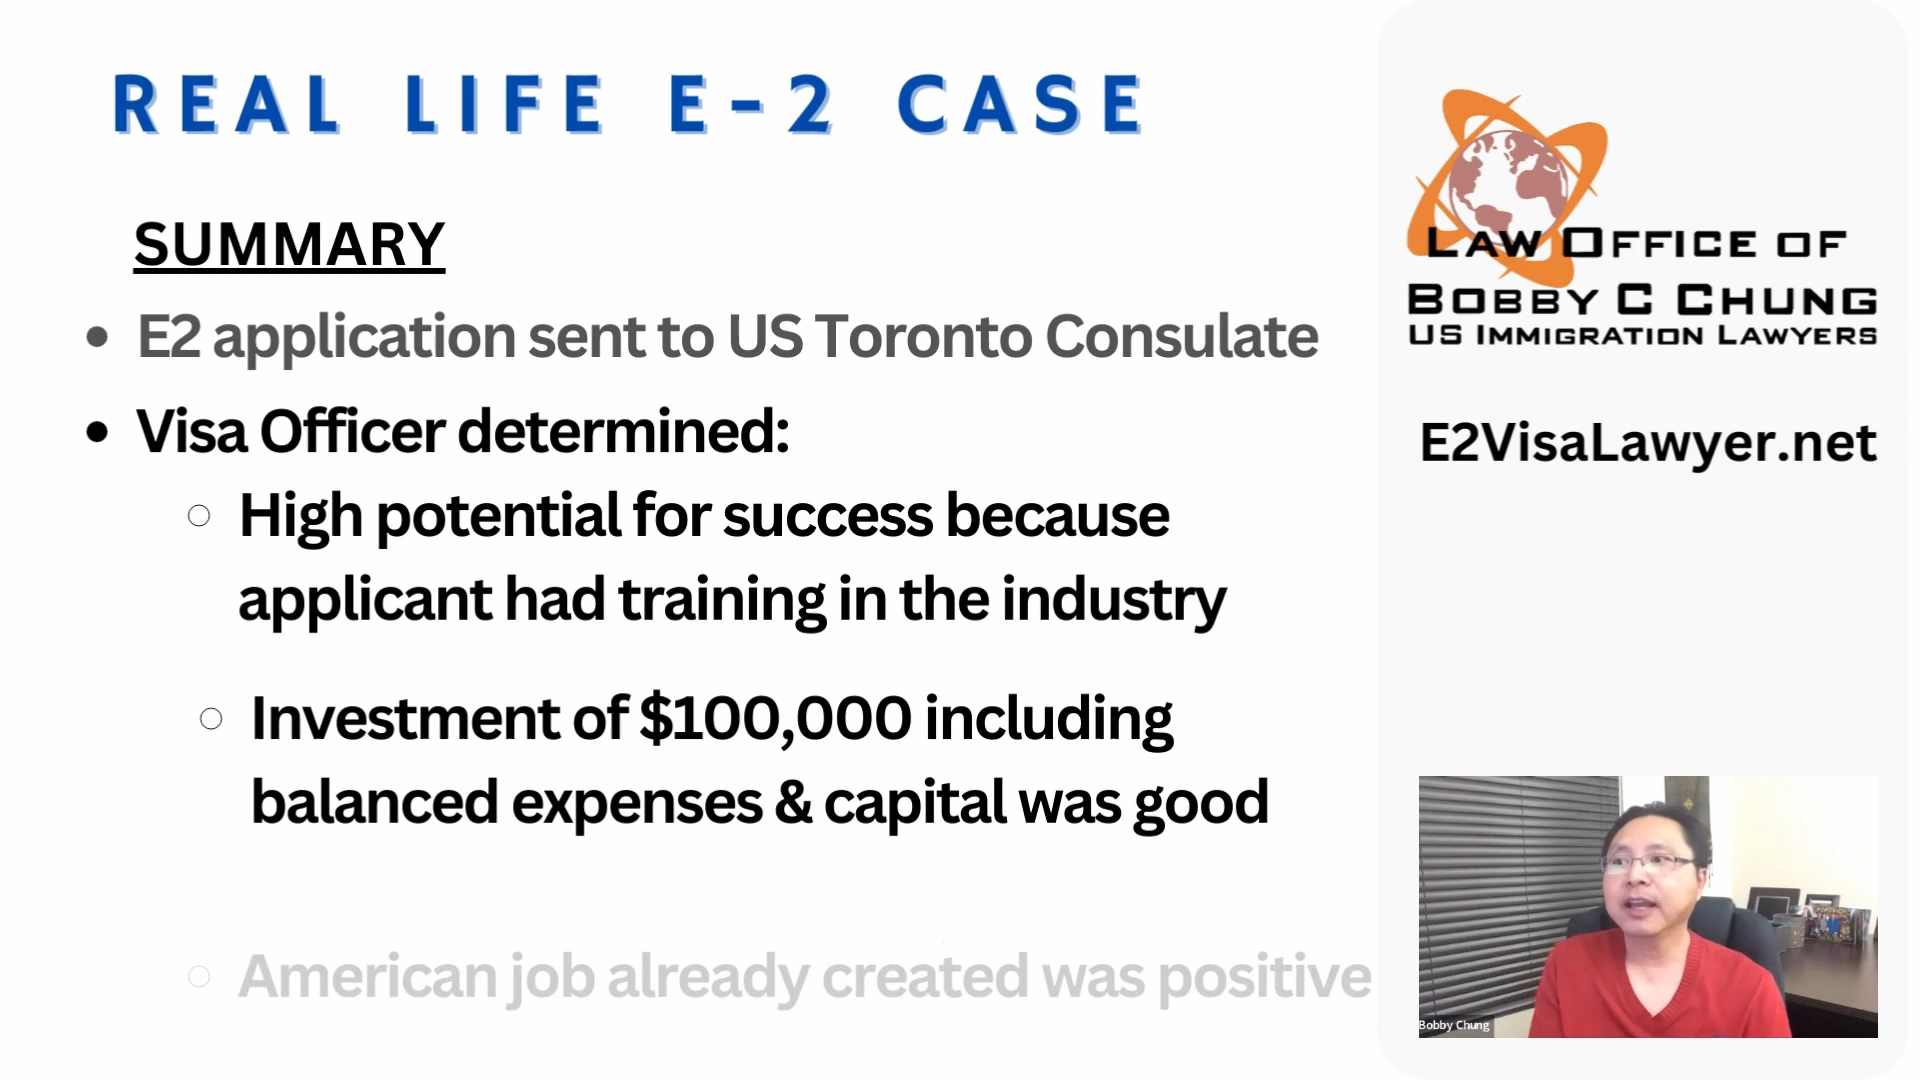 REAL LIFE E-2 CASE
SUMMARY
• E2 application sent to US Toronto Consulate
• Visa Officer determined:
○ High potential for success because
applicant had training in the industry
○ Investment of $100,000 including
balanced expenses & capital was good
○ American job already created was positive
LAW OFFICE OF
BOBBY C CHUNG
US IMMIGRATION LAWYERS
E2VisaLawyer.net
Bobby Chung